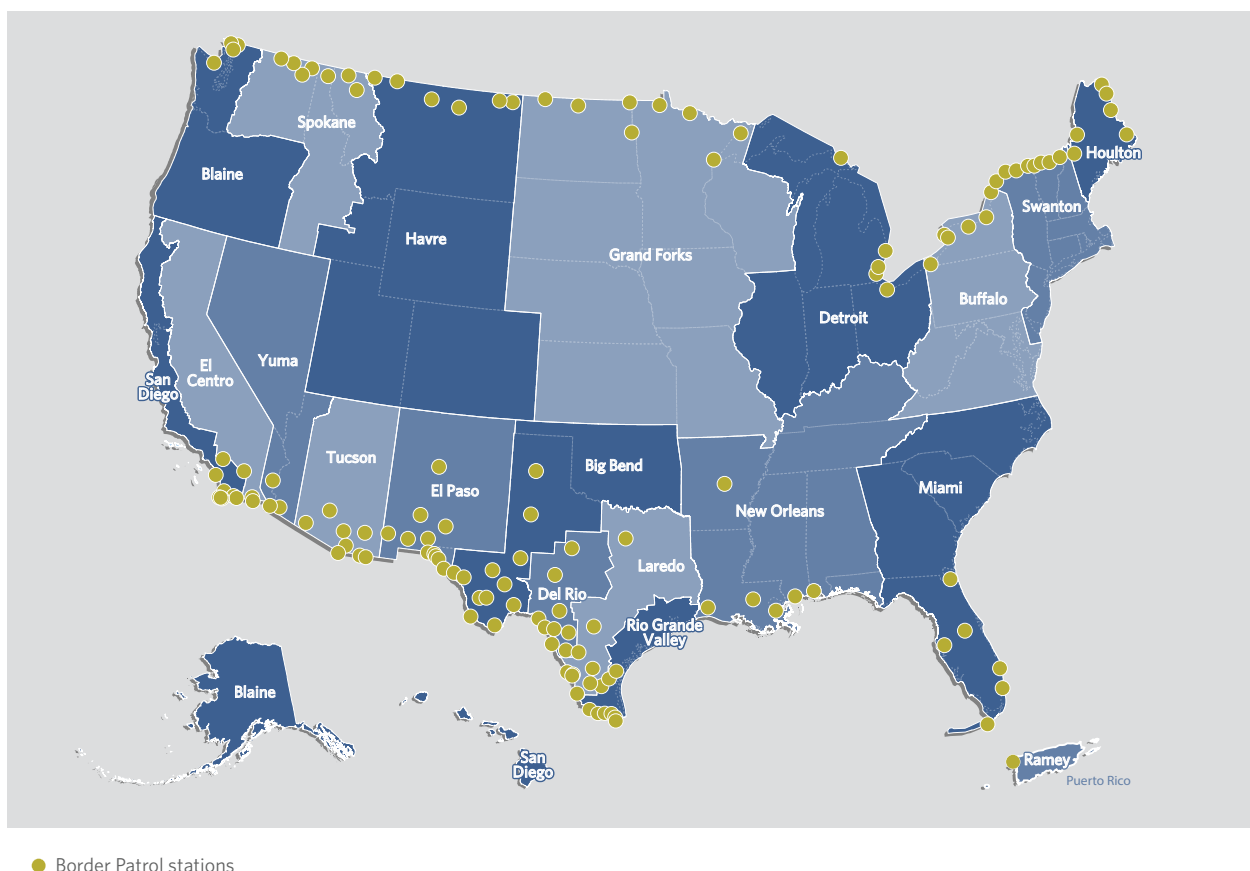 Spokane
Houlton
Blaine
Swanton
Havre
Grand Forks
Buffalo
Detroit
Yuma
El
Centro
San
Diego
Tucson
Big Bend
El Paso
Miami
New Orleans
Laredo
Del Rio
Rio Grande
Valley
Blaine
San
Diego
Ramey
Puerto Rico
Border Patrol stations